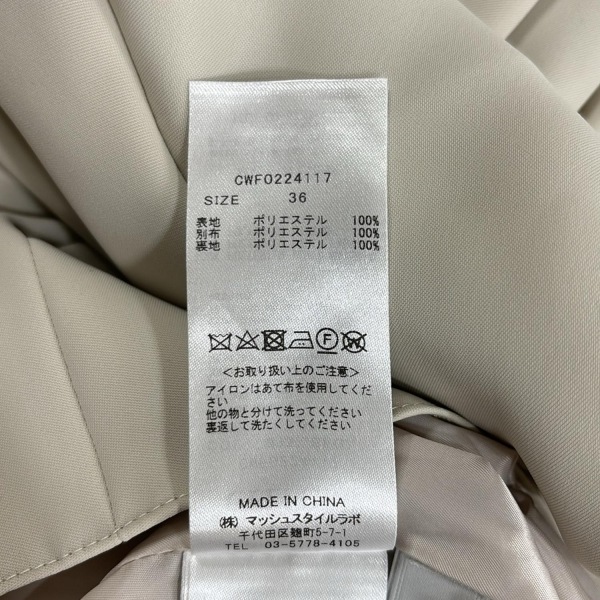 CWFO224117
SIZE 36
表地 ポリエステル 100%
別布 ポリエステル 100%
裏地 ポリエステル 100%
<お取り扱い上のご注意>
アイロンはあて布を使用してくだ
さい
他の物と分けて洗ってください
裏返して洗たくしてください
MADE IN CHINA
(株) マッシュスタイルラボ
千代田区麹町5-7-1
TEL 03-5778-4105